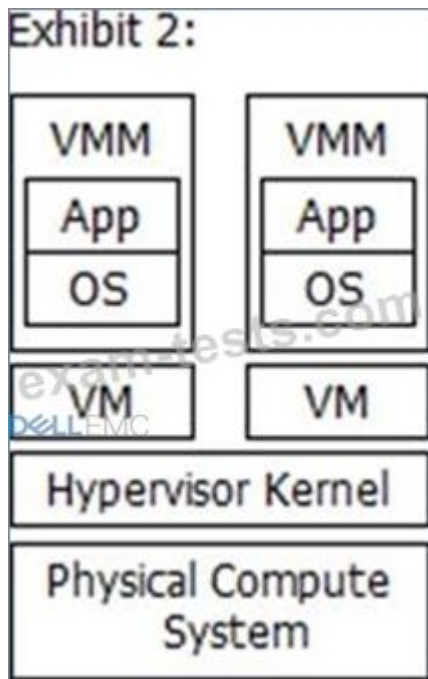 Exhibit 2:
VMM VMM
App App
OS OS
exam-tests.com
VM VM
DELLEMC
Hypervisor Kernel
Physical Compute
System